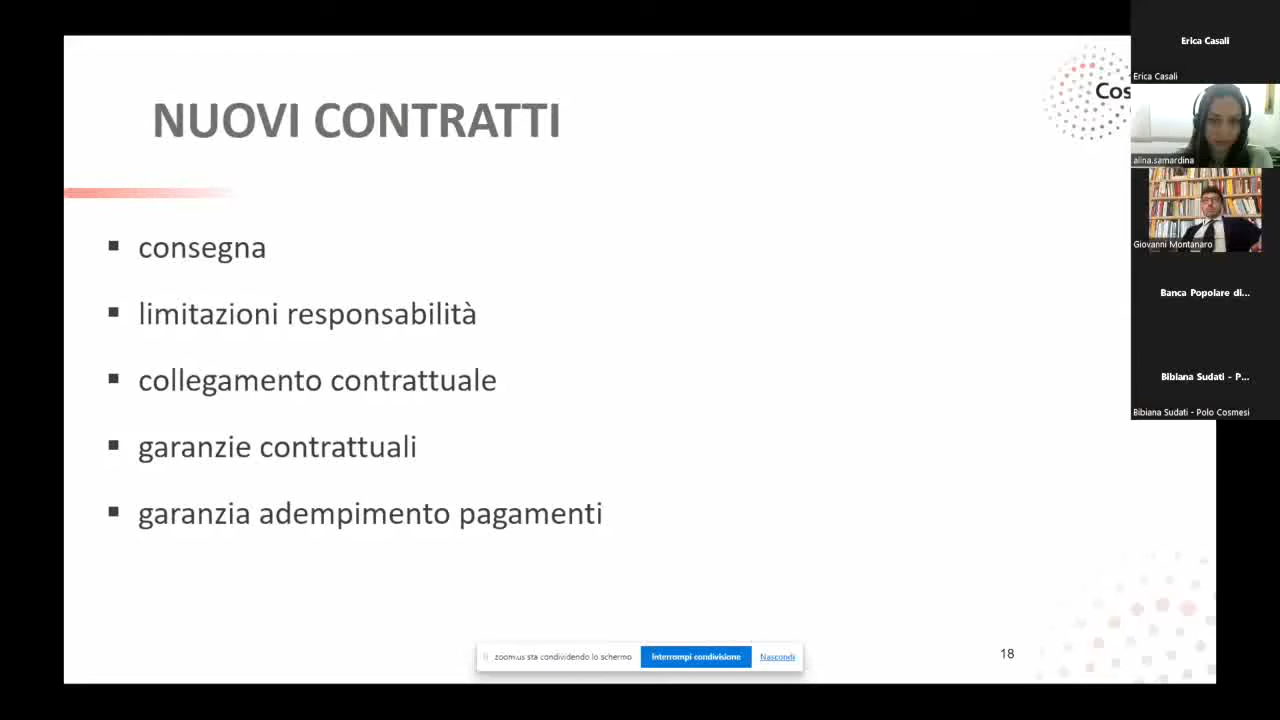 NUOVI CONTRATTI
Cos
consegna
limitazioni responsabilità
collegamento contrattuale
garanzie contrattuali
garanzia adempimento pagamenti
zoom.us sta condividendo lo schermo
Interrompi condivisione
Nascondi
18
Erica Casali
Erica Casali
alina.samardina
Giovanni Montanaro
Banca Popolare di...
Bibiana Sudati - P...
Bibiana Sudati - Polo Cosmesi